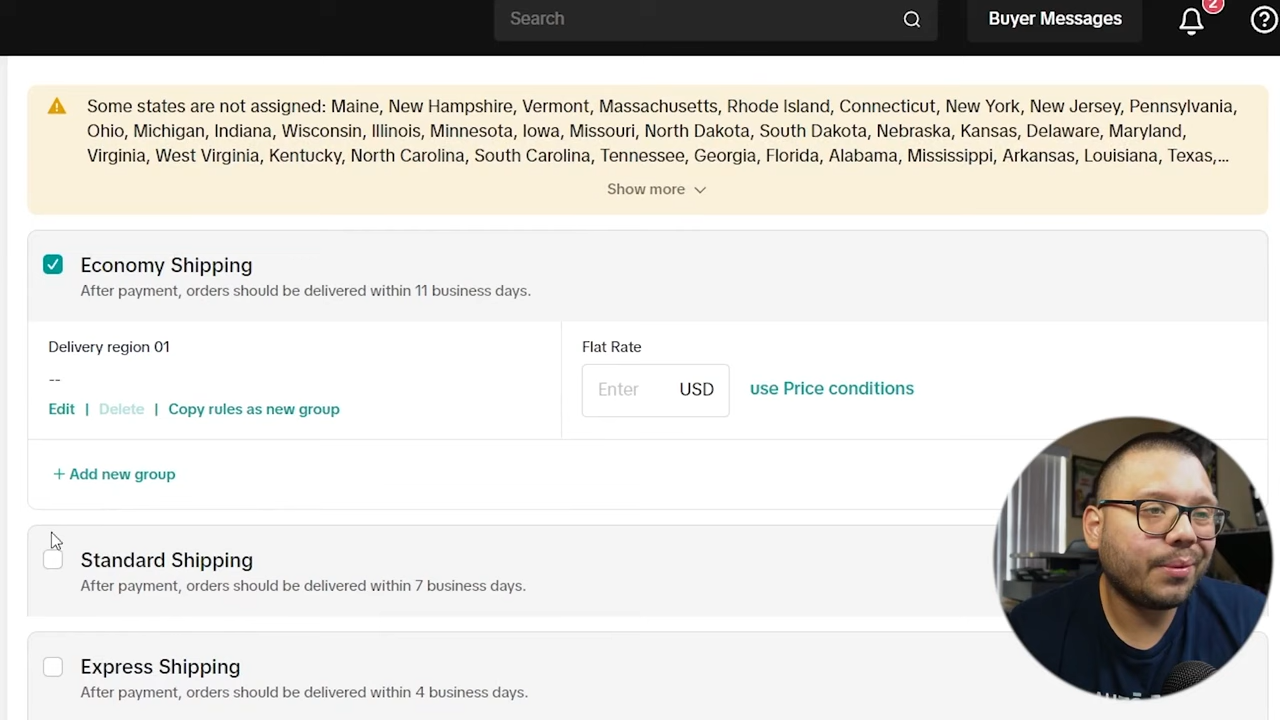 Search
Buyer Messages
2
Some states are not assigned: Maine, New Hampshire, Vermont, Massachusetts, Rhode Island, Connecticut, New York, New Jersey, Pennsylvania,
Ohio, Michigan, Indiana, Wisconsin, Illinois, Minnesota, Iowa, Missouri, North Dakota, South Dakota, Nebraska, Kansas, Delaware, Maryland,
Virginia, West Virginia, Kentucky, North Carolina, South Carolina, Tennessee, Georgia, Florida, Alabama, Mississippi, Arkansas, Louisiana, Texas,...
Show more
Economy Shipping
After payment, orders should be delivered within 11 business days.
Delivery region 01
--
Edit | Delete | Copy rules as new group
Flat Rate
Enter USD
use Price conditions
+ Add new group
Standard Shipping
After payment, orders should be delivered within 7 business days.
Express Shipping
After payment, orders should be delivered within 4 business days.